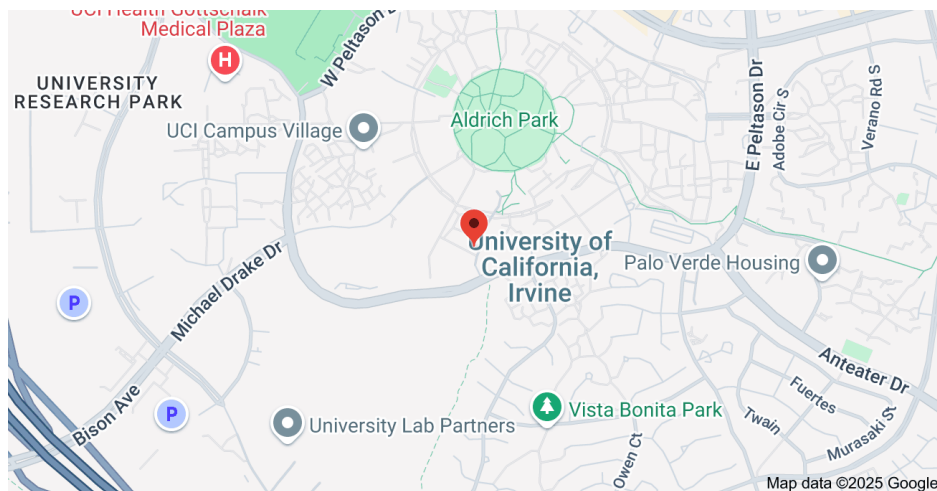 UCI Health Gottschalk
Medical Plaza
H
W Peltason D
UNIVERSITY
RESEARCH PARK
UCI Campus Village
Aldrich Park
E Peltason Dr
Adobe Cir S
Verano Rd S
University of
California,
Irvine
Palo Verde Housing
Michael Drake Dr
P
Anteater Dr
Bison Ave
P
University Lab Partners
Vista Bonita Park
Fuertes
Twain
Murasaki St
Owen Ct
Map data ©2025 Google